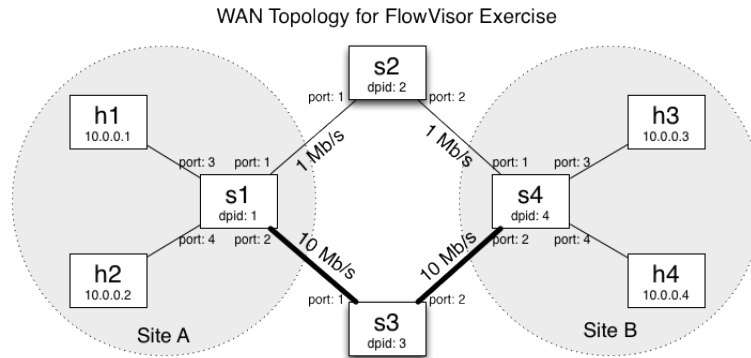 WAN Topology for FlowVisor Exercise
s2
dpid: 2
port: 1
port: 2
h1
10.0.0.1
h3
10.0.0.3
1 Mb/s
1 Mb/s
port: 3
port: 1
port: 1
port: 3
s1
dpid: 1
s4
dpid: 4
port: 4
port: 2
port: 2
port: 4
10 Mb/s
10 Mb/s
h2
10.0.0.2
h4
10.0.0.4
port: 1
port: 2
s3
dpid: 3
Site A
Site B